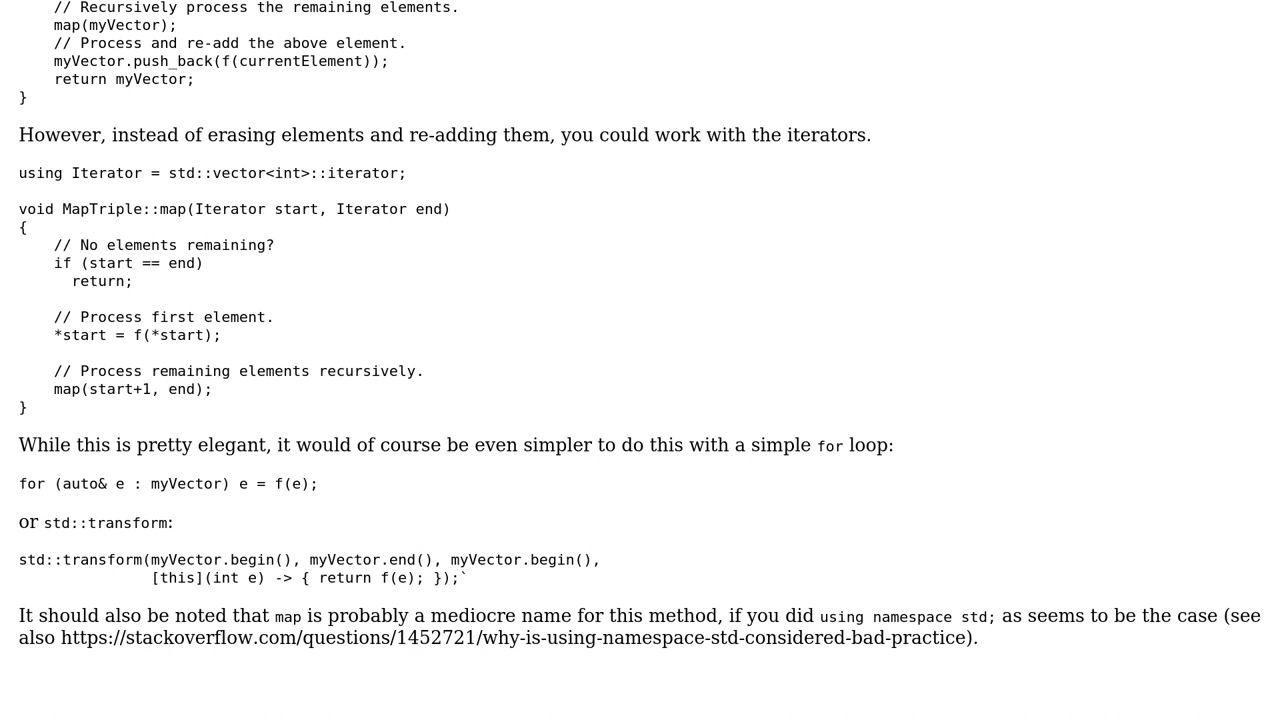 // Recursively process the remaining elements.
    map(myVector);
    // Process and re-add the above element.
    myVector.push_back(f(currentElement));
    return myVector;
}
However, instead of erasing elements and re-adding them, you could work with the iterators.
using Iterator = std::vector<int>::iterator;
void MapTriple::map(Iterator start, Iterator end)
{
    // No elements remaining?
    if (start == end)
      return;
    // Process first element.
    *start = f(*start);
    // Process remaining elements recursively.
    map(start+1, end);
}
While this is pretty elegant, it would of course be even simpler to do this with a simple for loop:
for (auto& e : myVector) e = f(e);
or std::transform:
std::transform(myVector.begin(), myVector.end(), myVector.begin(),
               [this](int e) -> { return f(e); });`
It should also be noted that map is probably a mediocre name for this method, if you did using namespace std; as seems to be the case (see
also https://stackoverflow.com/questions/1452721/why-is-using-namespace-std-considered-bad-practice).